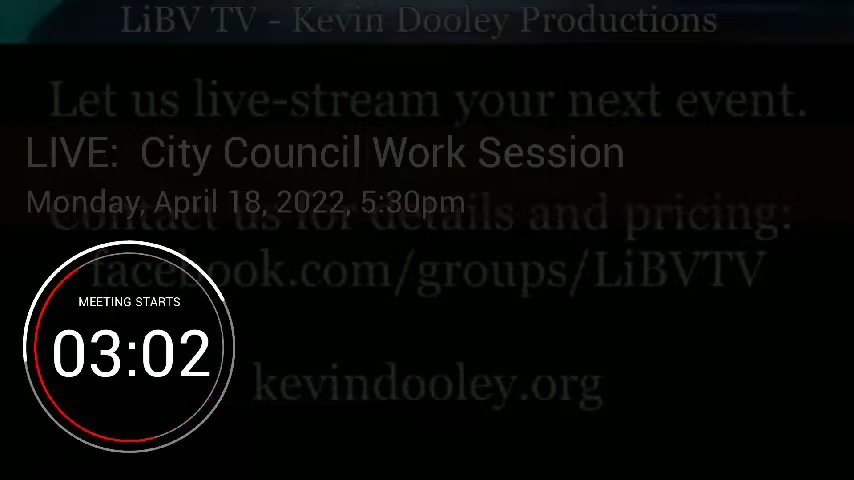 LiBV TV - Kevin Dooley Productions
Let us live-stream your next event.
LIVE: City Council Work Session
Monday, April 18, 2022, 5:30pm
Contact us for details and pricing:
facebook.com/groups/LiBVTV
MEETING STARTS
03:02
kevindooley.org